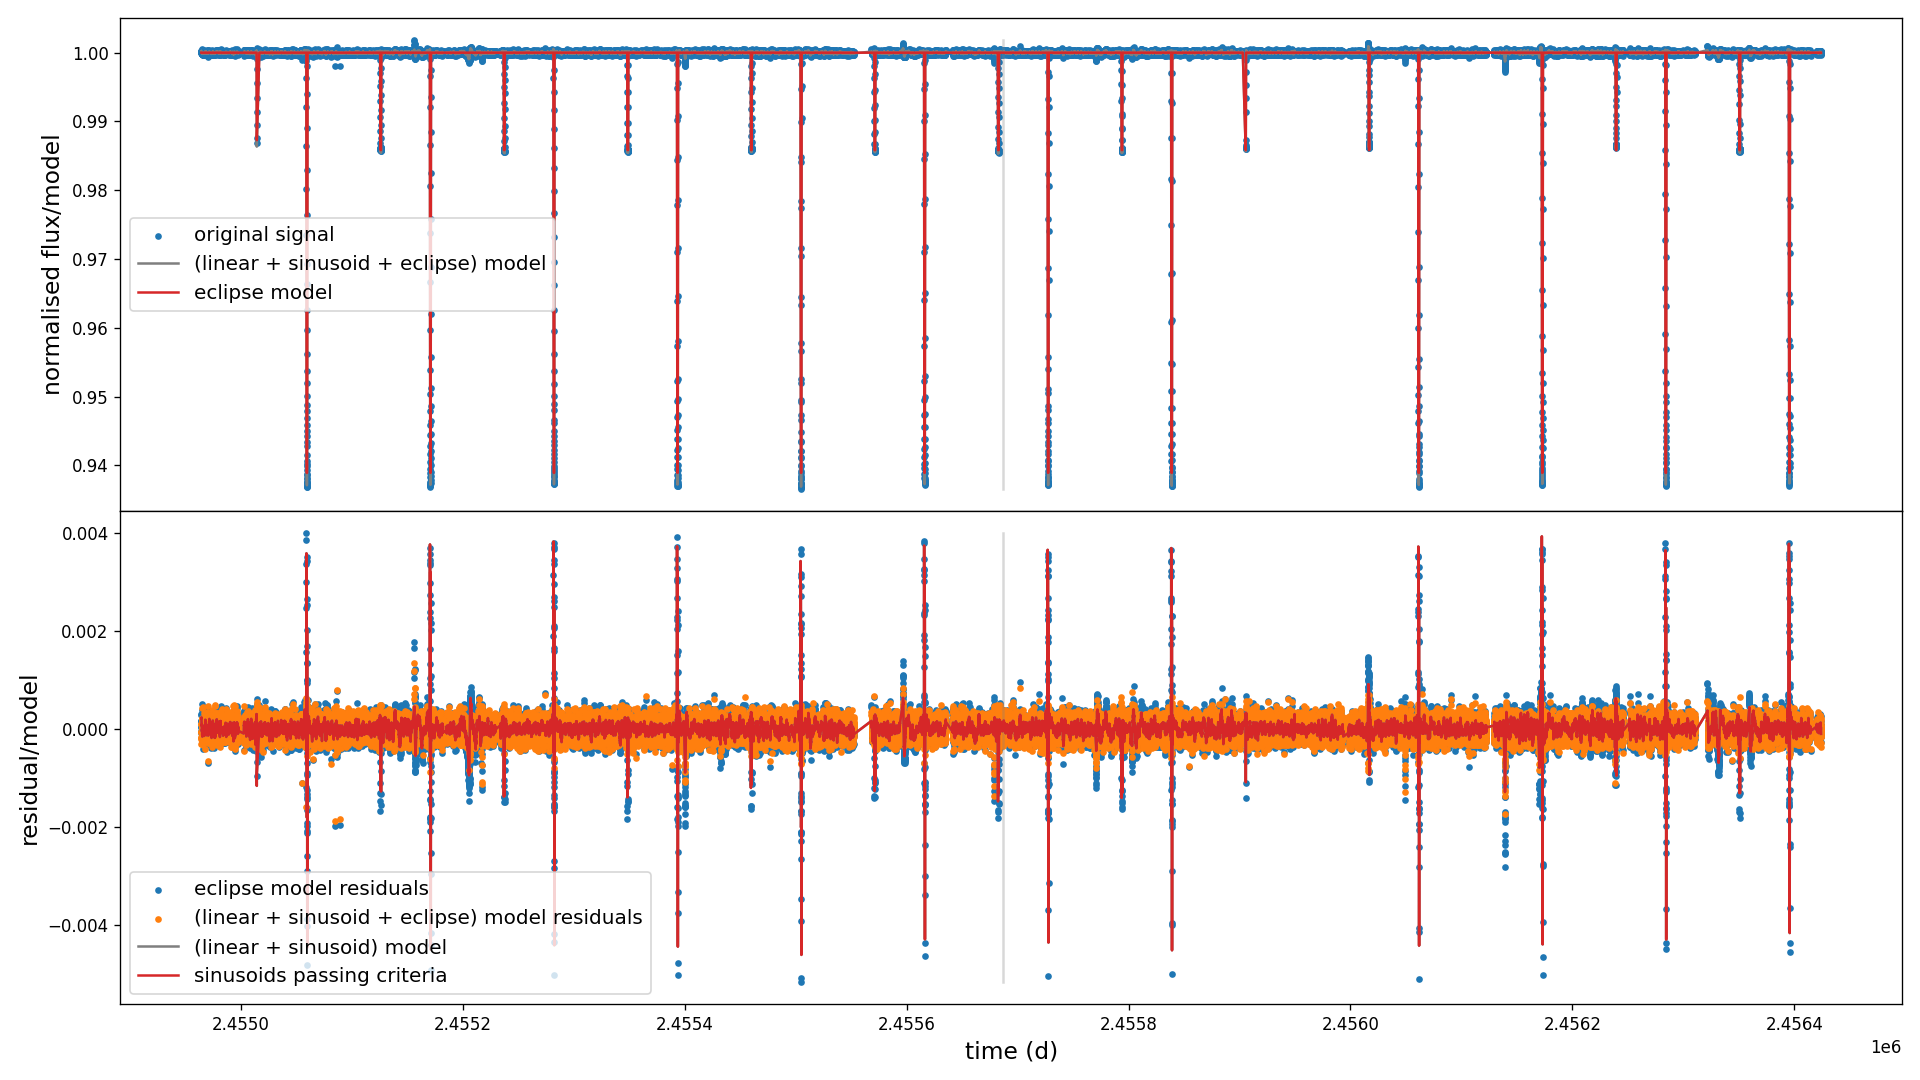 normalised flux/model
1.00
0.99
0.98
0.97
0.96
0.95
0.94
original signal
(linear + sinusoid + eclipse) model
eclipse model
residual/model
0.004
0.002
0.000
−0.002
−0.004
eclipse model residuals
(linear + sinusoid + eclipse) model residuals
(linear + sinusoid) model
sinusoids passing criteria
2.4550
2.4552
2.4554
2.4556
2.4558
2.4560
2.4562
2.4564
time (d)
1e6